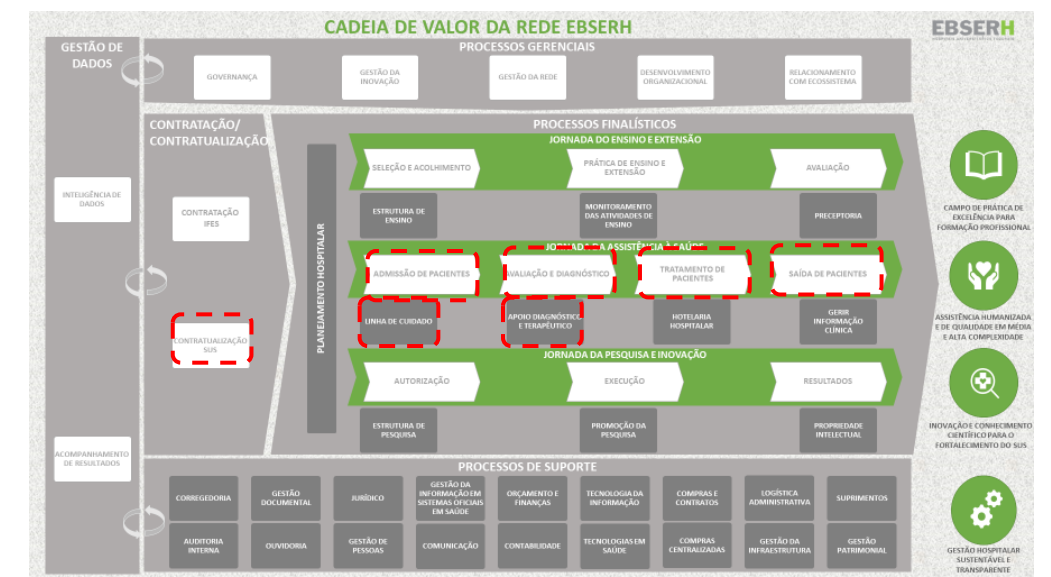 CADEIA DE VALOR DA REDE EBSERH
EBSERH
GESTÃO DE
DADOS
PROCESSOS GERENCIAIS
GOVERNANÇA
GESTÃO DA
INOVAÇÃO
GESTÃO DA REDE
DESENVOLVIMENTO
ORGANIZACIONAL
RELACIONAMENTO
COM ECOSSISTEMA
INTELIGÊNCIA DE
DADOS
ACOMPANHAMENTO
DE RESULTADOS
CONTRATAÇÃO/
CONTRATUALIZAÇÃO
CONTRATAÇÃO
IFES
CONTRATUALIZAÇÃO
SUS
PROCESSOS FINALÍSTICOS
PLANEJAMENTO HOSPITALAR
JORNADA DO ENSINO E EXTENSÃO
SELEÇÃO E ACOLHIMENTO
PRÁTICA DE ENSINO E
EXTENSÃO
AVALIAÇÃO
ESTRUTURA DE
ENSINO
MONITORAMENTO
DAS ATIVIDADES DE
ENSINO
PRECEPTORIA
JORNADA DA ASSISTÊNCIA À SAÚDE
ADMISSÃO DE PACIENTES
AVALIAÇÃO E DIAGNÓSTICO
TRATAMENTO DE
PACIENTES
SAÍDA DE PACIENTES
LINHA DE CUIDADO
APOIO DIAGNÓSTICO
E TERAPÊUTICO
HOTELARIA
HOSPITALAR
GERIR
INFORMAÇÃO
CLÍNICA
JORNADA DA PESQUISA E INOVAÇÃO
AUTORIZAÇÃO
EXECUÇÃO
RESULTADOS
ESTRUTURA DE
PESQUISA
PROMOÇÃO DA
PESQUISA
PROPRIEDADE
INTELECTUAL
PROCESSOS DE SUPORTE
CORREGEDORIA
GESTÃO
DOCUMENTAL
JURÍDICO
GESTÃO DA
INFORMAÇÃO EM
SISTEMAS OFICIAIS
EM SAÚDE
ORÇAMENTO E
FINANÇAS
TECNOLOGIA DA
INFORMAÇÃO
COMPRAS E
CONTRATOS
LOGÍSTICA
ADMINISTRATIVA
SUPRIMENTOS
AUDITORIA
INTERNA
OUVIDORIA
GESTÃO DE
PESSOAS
COMUNICAÇÃO
CONTABILIDADE
TECNOLOGIAS EM
SAÚDE
COMPRAS
CENTRALIZADAS
GESTÃO DA
INFRAESTRUTURA
GESTÃO
PATRIMONIAL
CAMPO DE PRÁTICA DE
EXCELÊNCIA PARA
FORMAÇÃO PROFISSIONAL
ASSISTÊNCIA HUMANIZADA
E DE QUALIDADE EM MÉDIA
E ALTA COMPLEXIDADE
INOVAÇÃO E CONHECIMENTO
CIENTÍFICO PARA O
FORTALECIMENTO DO SUS
GESTÃO HOSPITALAR
SUSTENTÁVEL E
TRANSPARENTE